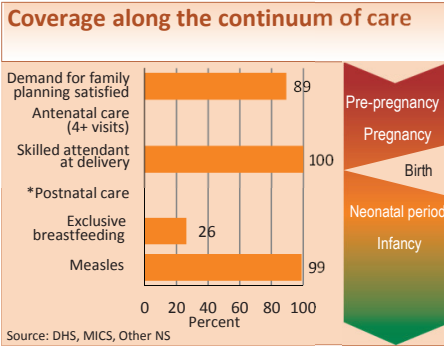 Coverage along the continuum of care
Demand for family
planning satisfied
89
Antenatal care
(4+ visits)
Skilled attendant
at delivery
100
*Postnatal care
Exclusive
breastfeeding
26
Measles
99
0 20 40 60 80 100
Percent
Source: DHS, MICS, Other NS
Pre-pregnancy
Pregnancy
Birth
Neonatal period
Infancy